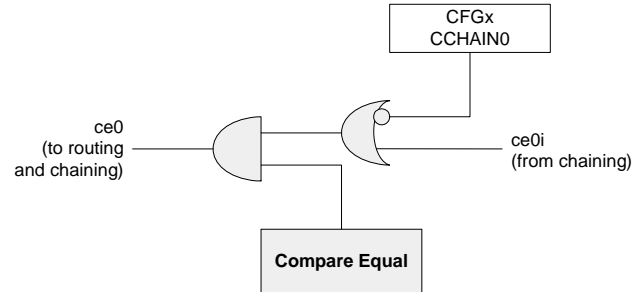 CFGx
CCHAIN0
ce0
(to routing
and chaining)
ce0i
(from chaining)
Compare Equal